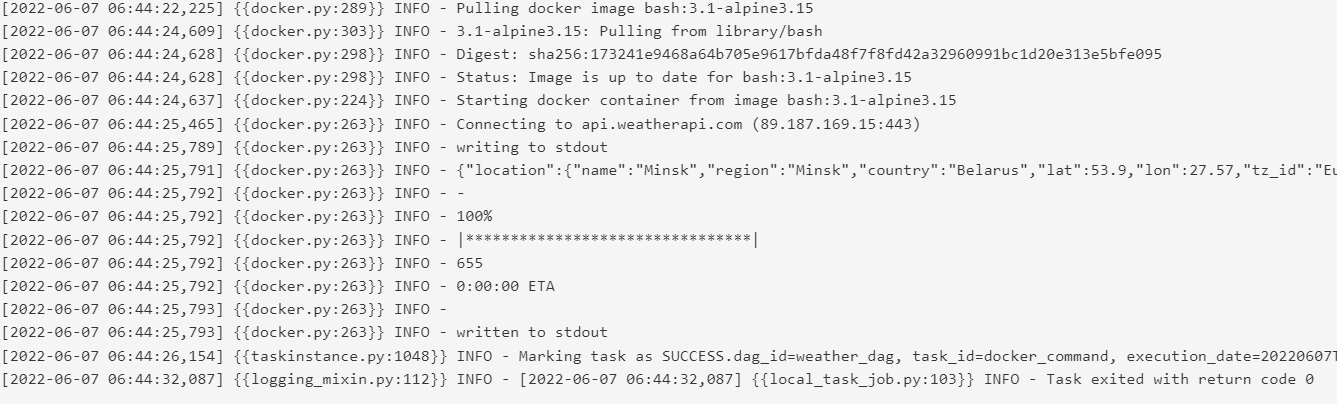 [2022-06-07 06:44:22,225] {{docker.py:289}} INFO - Pulling docker image bash:3.1-alpine3.15
[2022-06-07 06:44:24,609] {{docker.py:303}} INFO - 3.1-alpine3.15: Pulling from library/bash
[2022-06-07 06:44:24,628] {{docker.py:298}} INFO - Digest: sha256:173241e9468a64b705e9617bfda48f7f8fd42a32960991bc1d20e313e5bfe095
[2022-06-07 06:44:24,628] {{docker.py:298}} INFO - Status: Image is up to date for bash:3.1-alpine3.15
[2022-06-07 06:44:24,637] {{docker.py:224}} INFO - Starting docker container from image bash:3.1-alpine3.15
[2022-06-07 06:44:25,465] {{docker.py:263}} INFO - Connecting to api.weatherapi.com (89.187.169.15:443)
[2022-06-07 06:44:25,789] {{docker.py:263}} INFO - writing to stdout
[2022-06-07 06:44:25,791] {{docker.py:263}} INFO - {"location":{"name":"Minsk","region":"Minsk","country":"Belarus","lat":53.9,"lon":27.57,"tz_id":"Eu
[2022-06-07 06:44:25,792] {{docker.py:263}} INFO - -
[2022-06-07 06:44:25,792] {{docker.py:263}} INFO - 100%
[2022-06-07 06:44:25,792] {{docker.py:263}} INFO - |********************************|
[2022-06-07 06:44:25,792] {{docker.py:263}} INFO - 655
[2022-06-07 06:44:25,792] {{docker.py:263}} INFO - 0:00:00 ETA
[2022-06-07 06:44:25,793] {{docker.py:263}} INFO -
[2022-06-07 06:44:25,793] {{docker.py:263}} INFO - written to stdout
[2022-06-07 06:44:26,154] {{taskinstance.py:1048}} INFO - Marking task as SUCCESS.dag_id=weather_dag, task_id=docker_command, execution_date=20220607T
[2022-06-07 06:44:32,087] {{logging_mixin.py:112}} INFO - [2022-06-07 06:44:32,087] {{local_task_job.py:103}} INFO - Task exited with return code 0